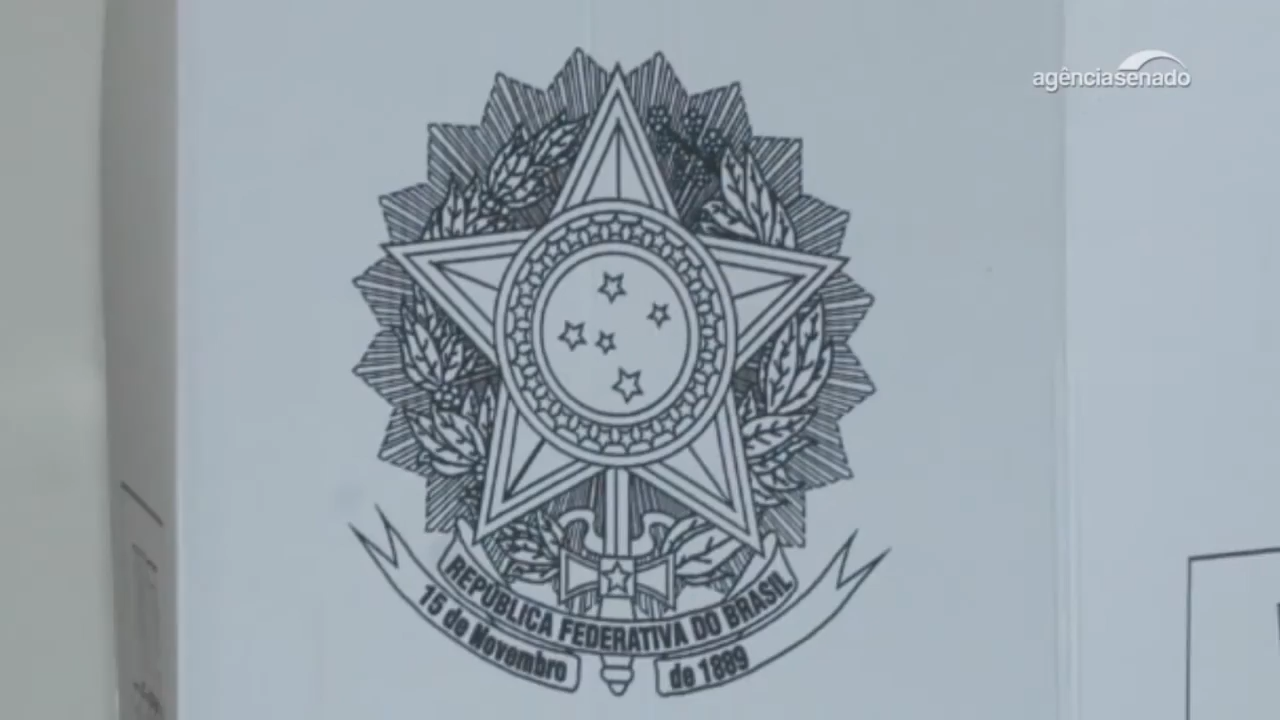 agênciasenado
REPÚBLICA FEDERATIVA DO BRASIL
15 de Novembro de 1889